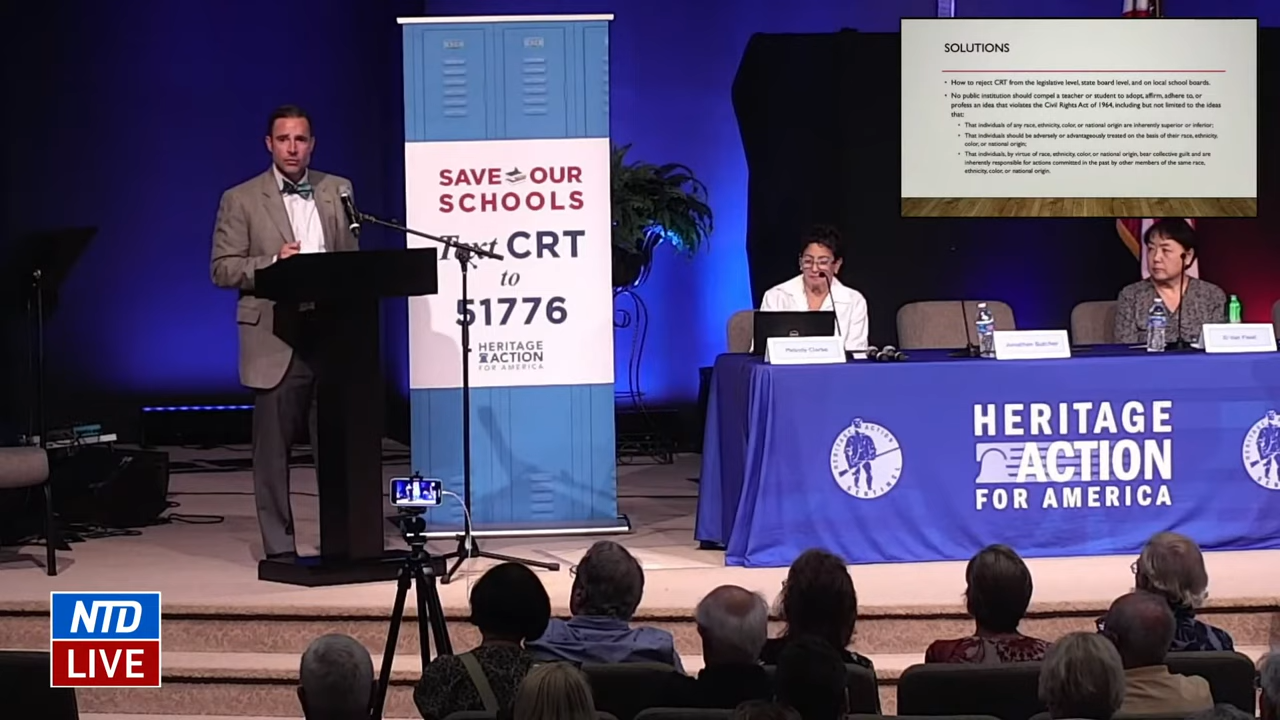 SOLUTIONS
• How to reject CRT from the legislative level, state board level, and on local school boards.
• No public institution should compel a teacher or student to adopt, affirm, adhere to, or
profess an idea that violates the Civil Rights Act of 1964, including but not limited to the ideas
that:
• That individuals of any race, ethnicity, color, or national origin are inherently superior or inferior;
• That individuals should be adversely or advantageously treated on the basis of their race, ethnicity,
color, or national origin;
• That individuals, by virtue of race, ethnicity, color, or national origin, bear collective guilt and are
inherently responsible for actions committed in the past by other members of the same race,
ethnicity, color, or national origin.
SAVE OUR
SCHOOLS
Text CRT
to
51776
HERITAGE
ACTION
FOR AMERICA
Melody Clarke
Jonathan Butcher
HERITAGE ACTION
SENTINEL
HERITAGE
ACTION
FOR AMERICA
NTD
LIVE